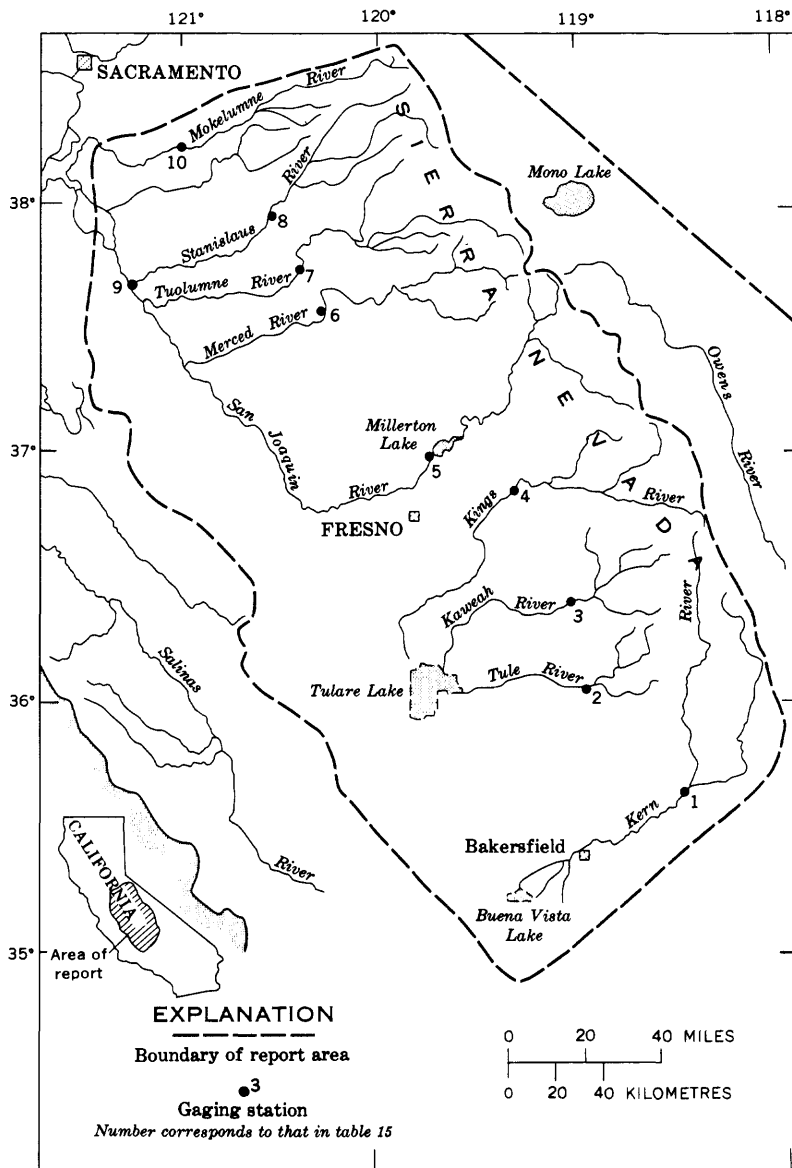 121° 120° 119° 118°
SACRAMENTO
Mokelumne River
10
SIERRA NEVADA
Mono Lake
38°
River
8
Stanislaus
7
9
Tuolumne River
6
Merced River
Owens River
San Joaquin River
Millerton Lake
37°
5
4
Kings River
FRESNO
Kaweah River
3
River
Salinas River
Tulare Lake
Tule River
2
36°
1
Kern
Bakersfield
Buena Vista
Lake
CALIFORNIA
Area of
report
35°
EXPLANATION
Boundary of report area
3
Gaging station
Number corresponds to that in table 15
0 20 40 MILES
0 20 40 KILOMETRES